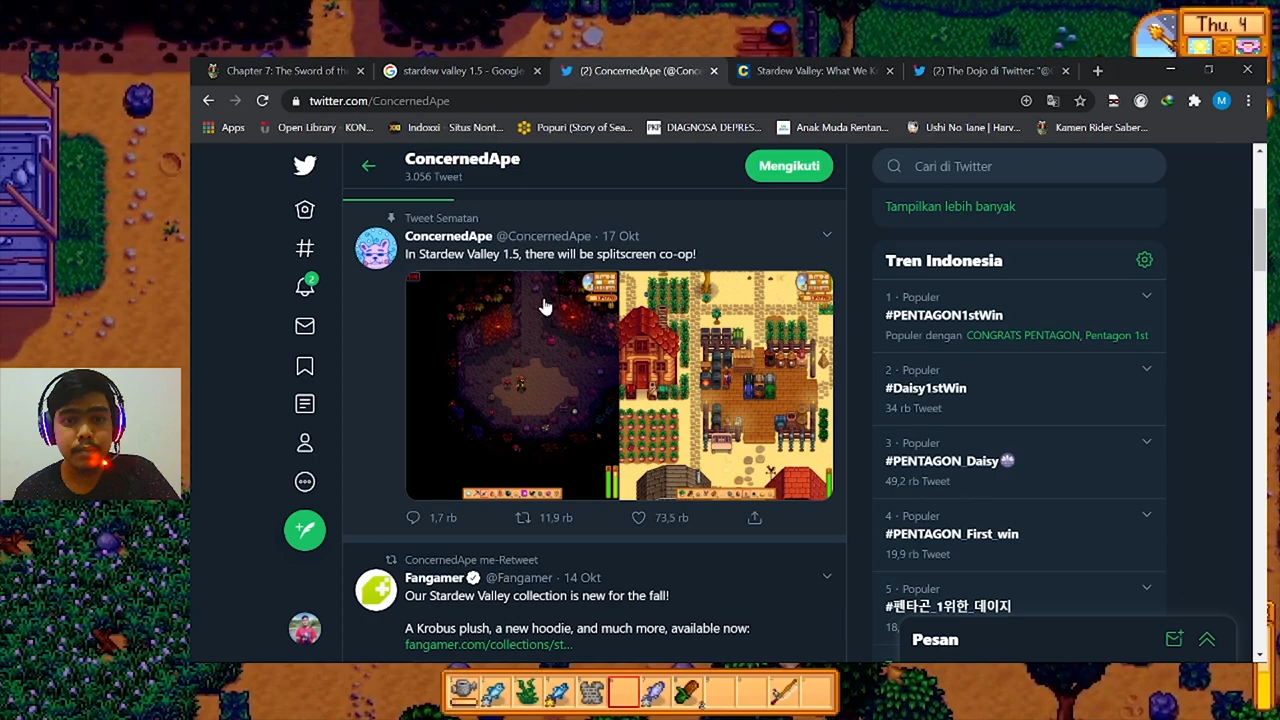 Thu. 4
Chapter 7: The Sword of the
stardew valley 1.5 - Google
(2) ConcernedApe (@Conc
Stardew Valley: What We K
(2) The Dojo di Twitter: "@
twitter.com/ConcernedApe
M
Apps
Open Library - KON...
Indoxxi
Situs Nont...
Popuri (Story of Sea...
DIAGNOSA DEPRES...
Anak Muda Rentan...
Ushi No Tane | Harv...
Kamen Rider Saber...
ConcernedApe
3.056 Tweet
Mengikuti
Cari di Twitter
Tampilkan lebih banyak
Tweet Sematan
ConcernedApe @ConcernedApe · 17 Okt
In Stardew Valley 1.5, there will be splitscreen co-op!
1,7 rb
11,9 rb
73,5 rb
ConcernedApe me-Retweet
Fangamer @Fangamer · 14 Okt
Our Stardew Valley collection is new for the fall!
A Krobus plush, a new hoodie, and much more, available now:
fangamer.com/collections/st...
2
Tren Indonesia
1 · Populer
#PENTAGON1stWin
Populer dengan CONGRATS PENTAGON, Pentagon 1st
2 · Populer
#Daisy1stWin
34 rb Tweet
3 · Populer
#PENTAGON_Daisy
49,2 rb Tweet
4 · Populer
#PENTAGON_First_win
19,9 rb Tweet
5 · Populer
#펜타곤_1위한_데이지
18,
Pesan